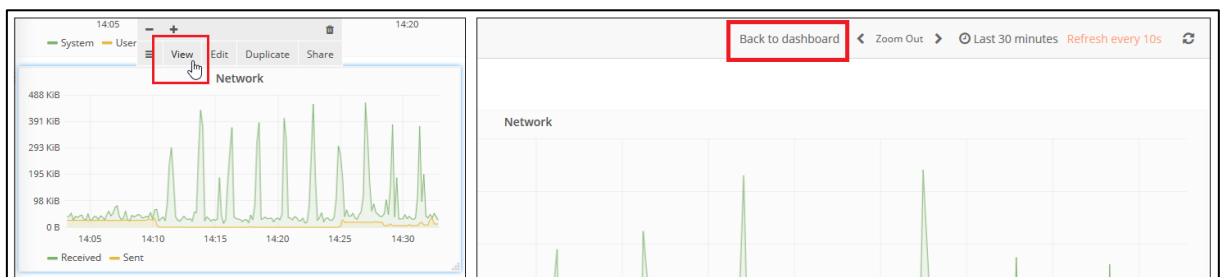 14:05 14:20
System User
View Edit Duplicate Share
Network
488 KiB
391 KiB
293 KiB
195 KiB
98 KiB
0 B
14:05 14:10 14:15 14:20 14:25 14:30
Received Sent
Back to dashboard Zoom Out Last 30 minutes Refresh every 10s
Network